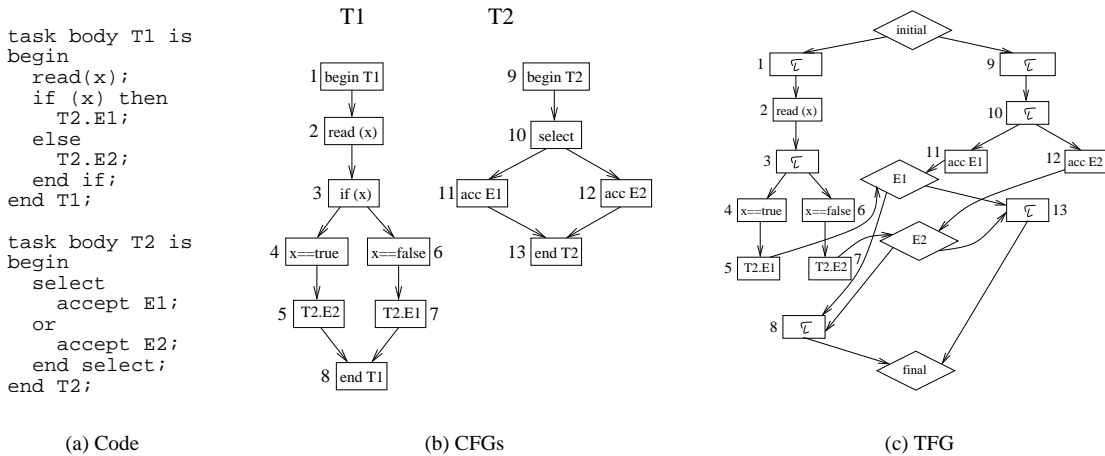 task body T1 is
begin
read(x);
if (x) then
T2.E1;
else
T2.E2;
end if;
end T1;
task body T2 is
begin
select
accept E1;
or
accept E2;
end select;
end T2;
(a) Code
T1
T2
1 begin T1
9 begin T2
2 read (x)
10 select
3 if (x)
11 acc E1
12 acc E2
4 x==true
x==false 6
13 end T2
5 T2.E2
T2.E1 7
8 end T1
(b) CFGs
initial
1 τ
9 τ
2 read (x)
10 τ
3 τ
11 acc E1
12 acc E2
E1
4 x==true
x==false 6
τ 13
E2
5 T2.E1
T2.E2 7
8 τ
final
(c) TFG